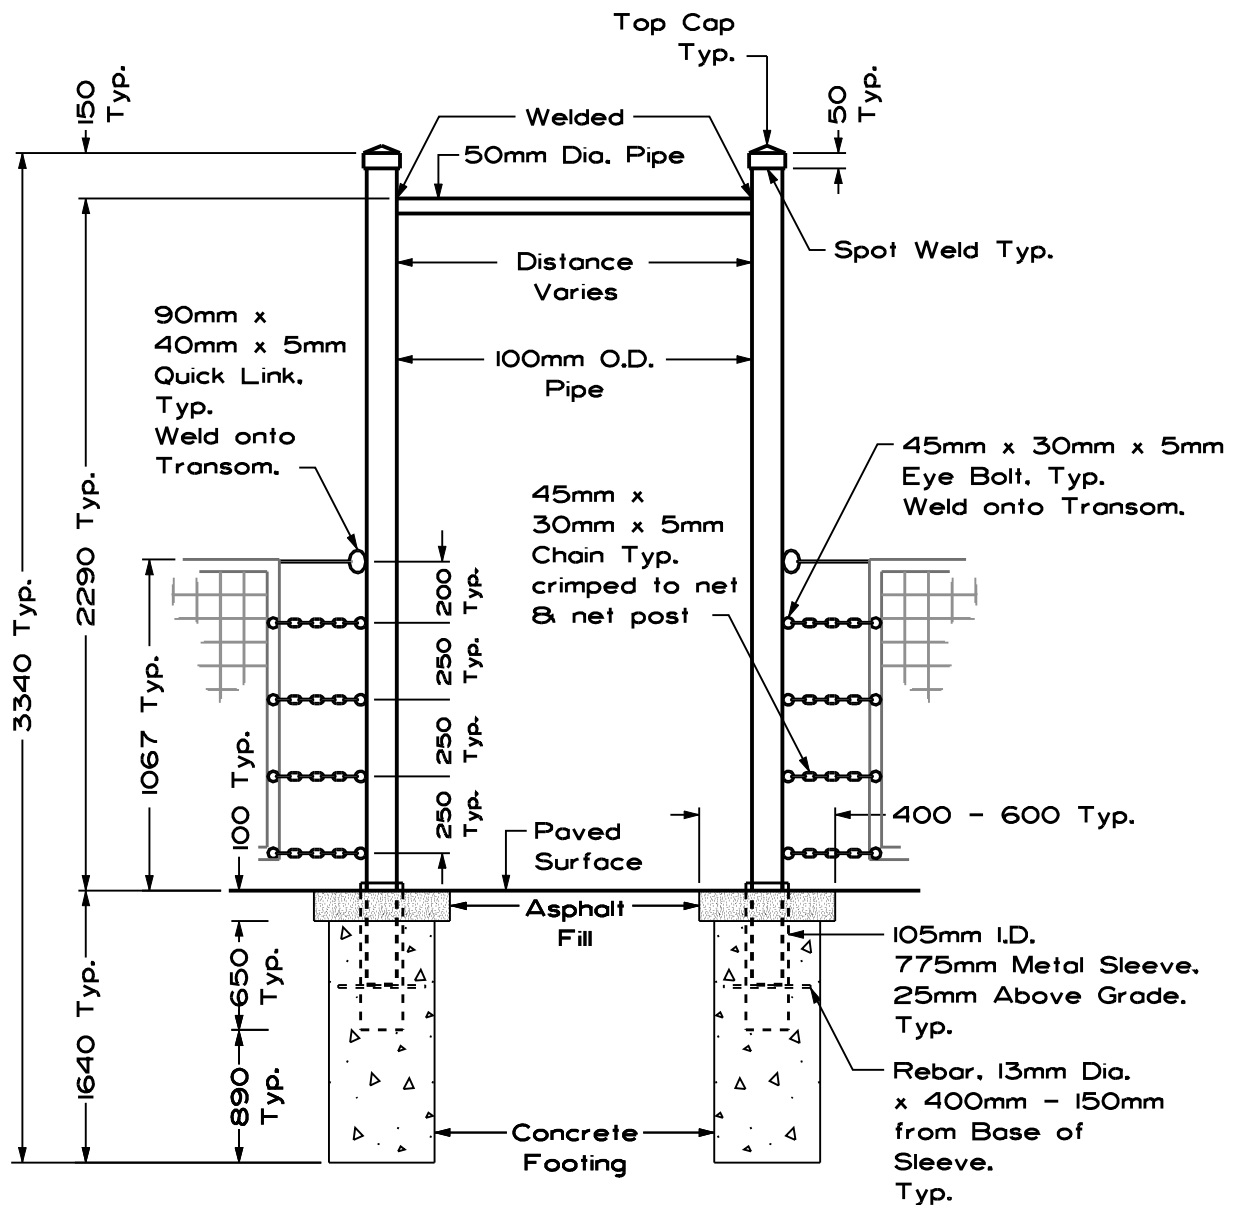 Top Cap
Typ.
150
Typ.
50
Typ.
Welded
50mm Dia. Pipe
Spot Weld Typ.
Distance
Varies
90mm x
40mm x 5mm
Quick Link.
Typ.
Weld onto
Transom.
100mm O.D.
Pipe
45mm x 30mm x 5mm
Eye Bolt. Typ.
Weld onto Transom.
45mm x
30mm x 5mm
Chain Typ.
crimped to net
& net post
3340 Typ.
2290 Typ.
1067 Typ.
100 Typ.
200
Typ.
250
Typ.
250
Typ.
250
Typ.
400 - 600 Typ.
Paved
Surface
Asphalt
Fill
105mm I.D.
775mm Metal Sleeve.
25mm Above Grade.
Typ.
1640 Typ.
650
Typ.
890
Typ.
Rebar, 13mm Dia.
x 400mm - 150mm
from Base of
Sleeve.
Typ.
Concrete
Footing